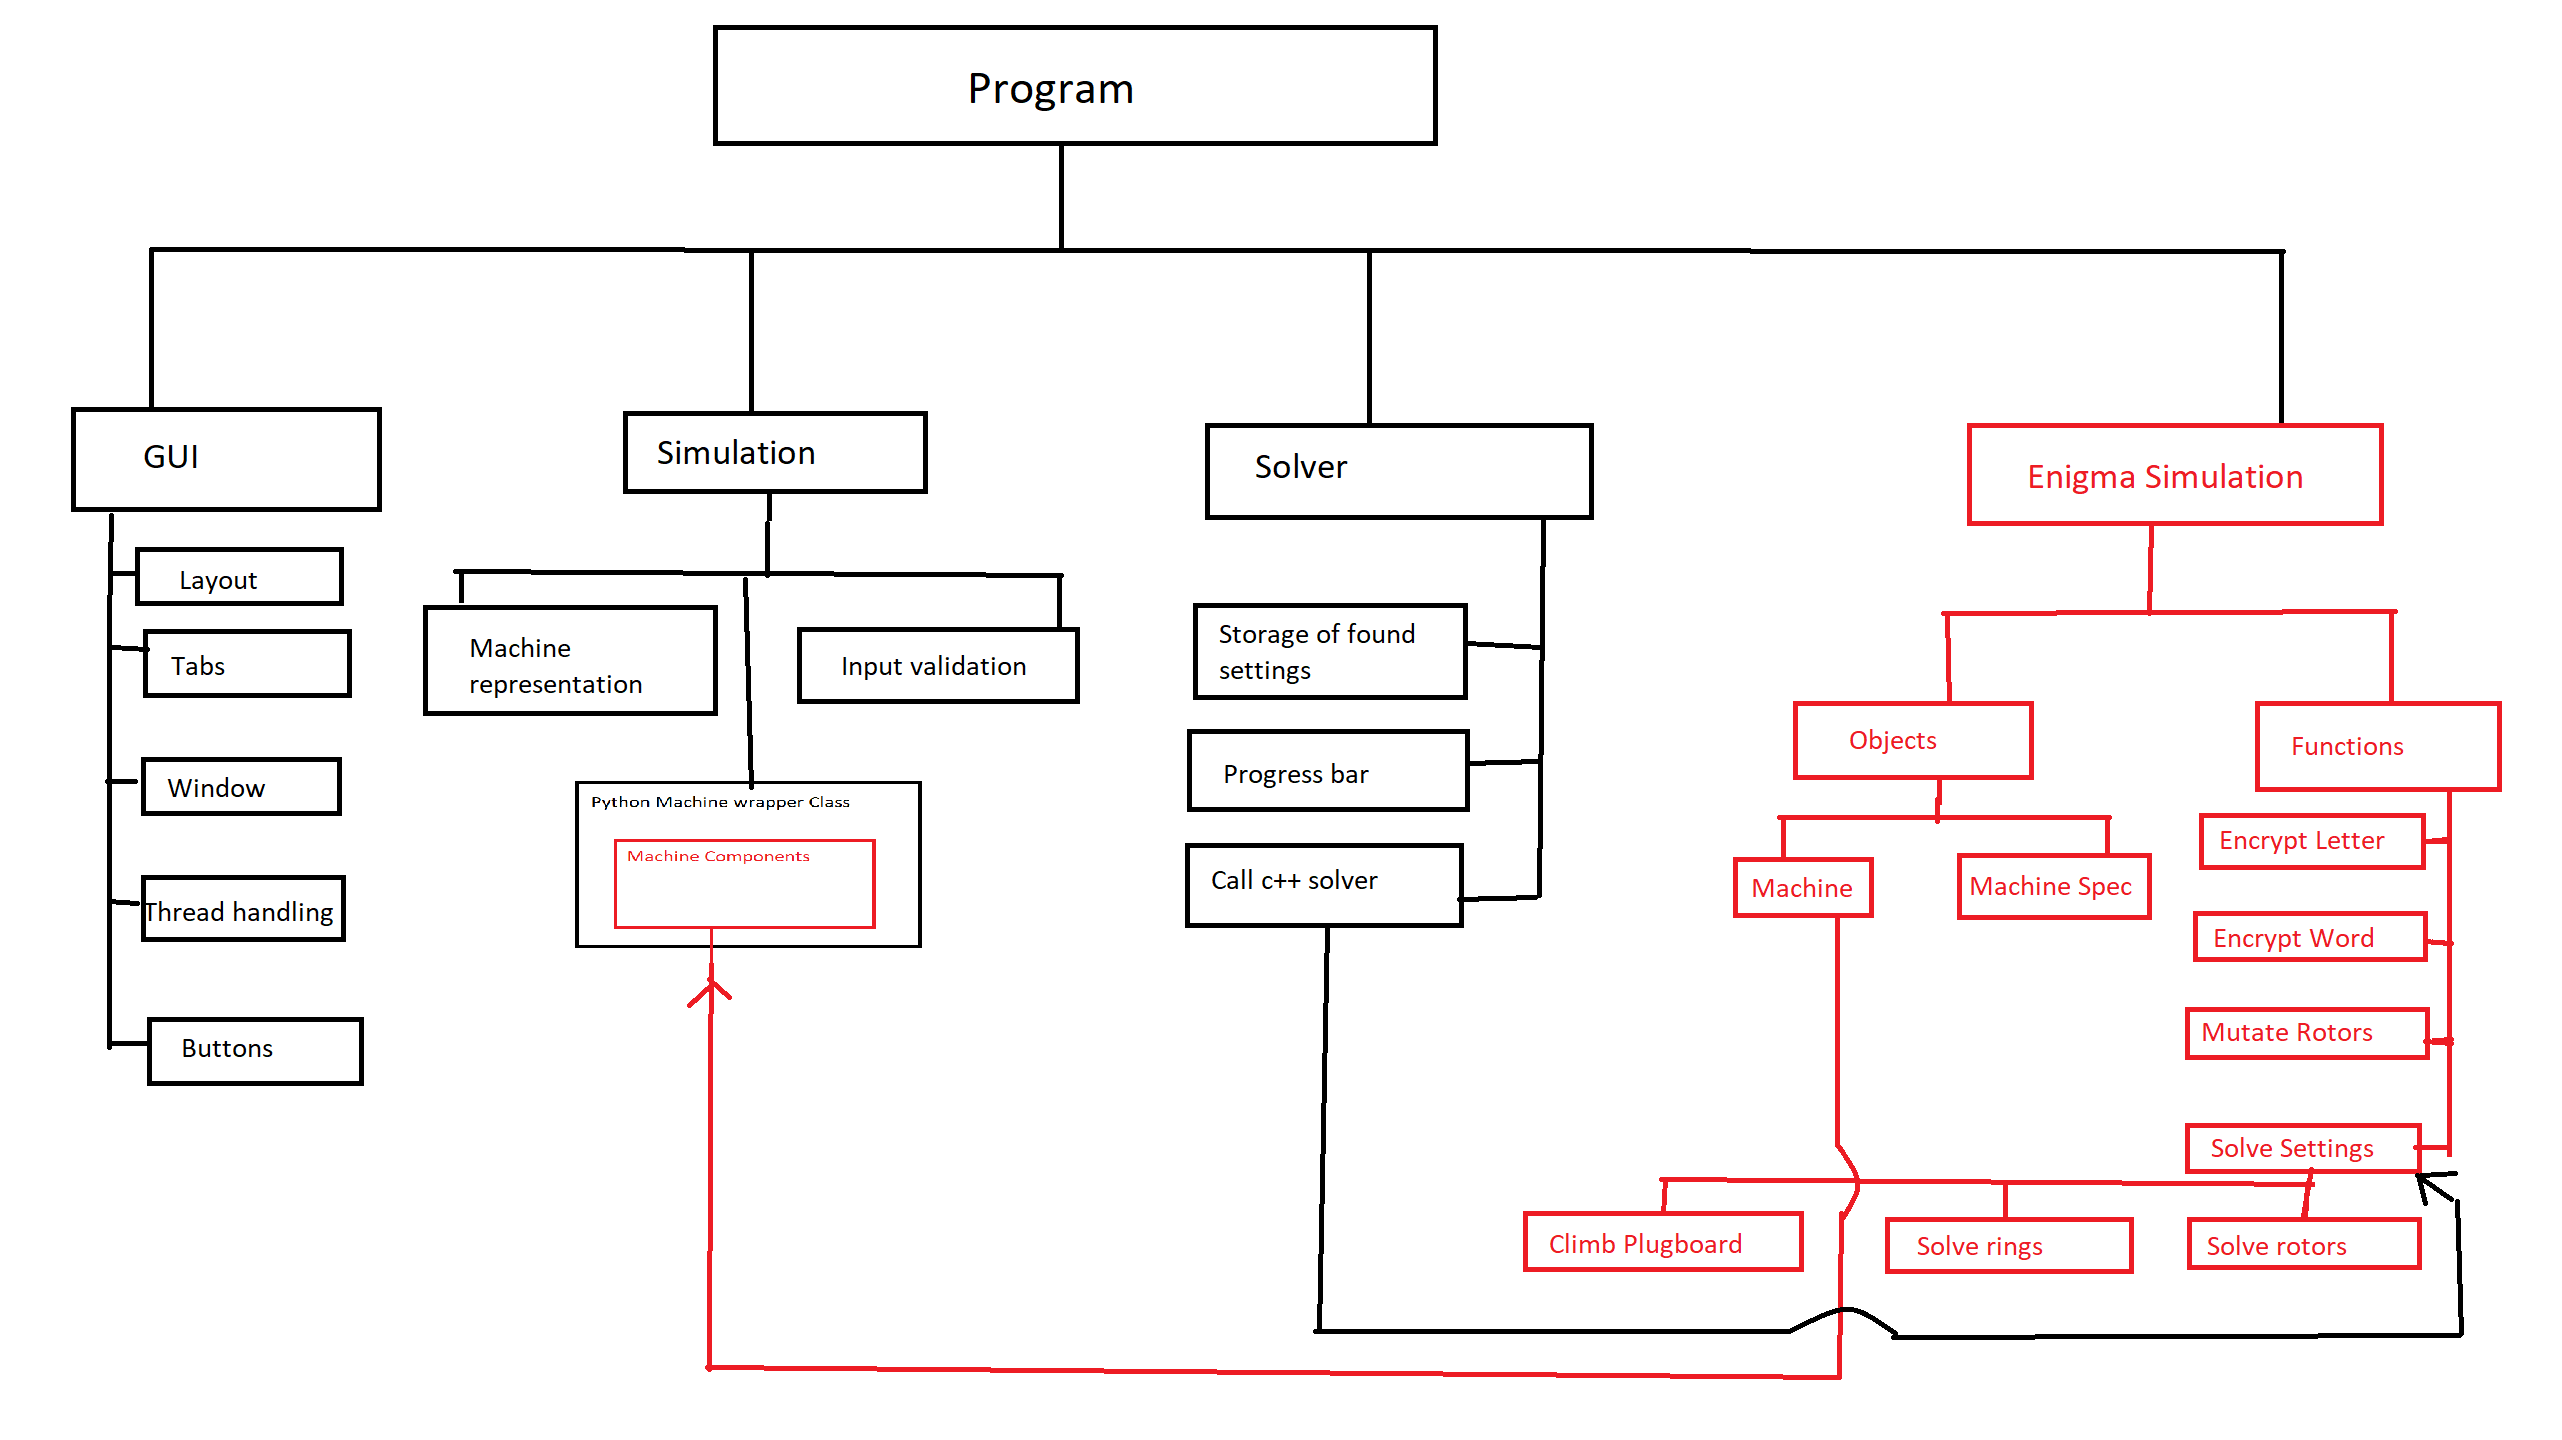 Program
GUI
Simulation
Solver
Enigma Simulation
Layout
Tabs
Window
Thread handling
Buttons
Machine
representation
Input validation
Python Machine wrapper Class
Machine Components
Storage of found
settings
Progress bar
Call c++ solver
Objects
Functions
Machine
Machine Spec
Encrypt Letter
Encrypt Word
Mutate Rotors
Solve Settings
Climb Plugboard
Solve rings
Solve rotors